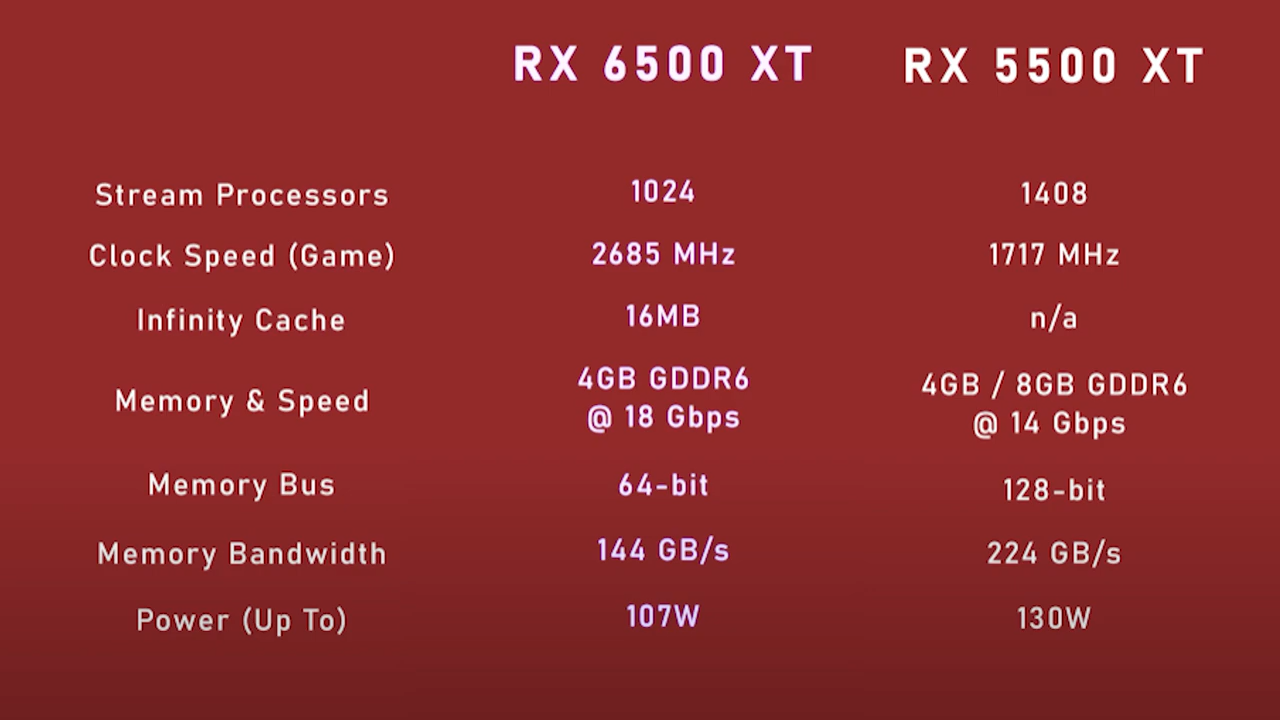 RX 6500 XT RX 5500 XT
Stream Processors 1024 1408
Clock Speed (Game) 2685 MHz 1717 MHz
Infinity Cache 16MB n/a
Memory & Speed 4GB GDDR6 @ 18 Gbps 4GB / 8GB GDDR6 @ 14 Gbps
Memory Bus 64-bit 128-bit
Memory Bandwidth 144 GB/s 224 GB/s
Power (Up To) 107W 130W